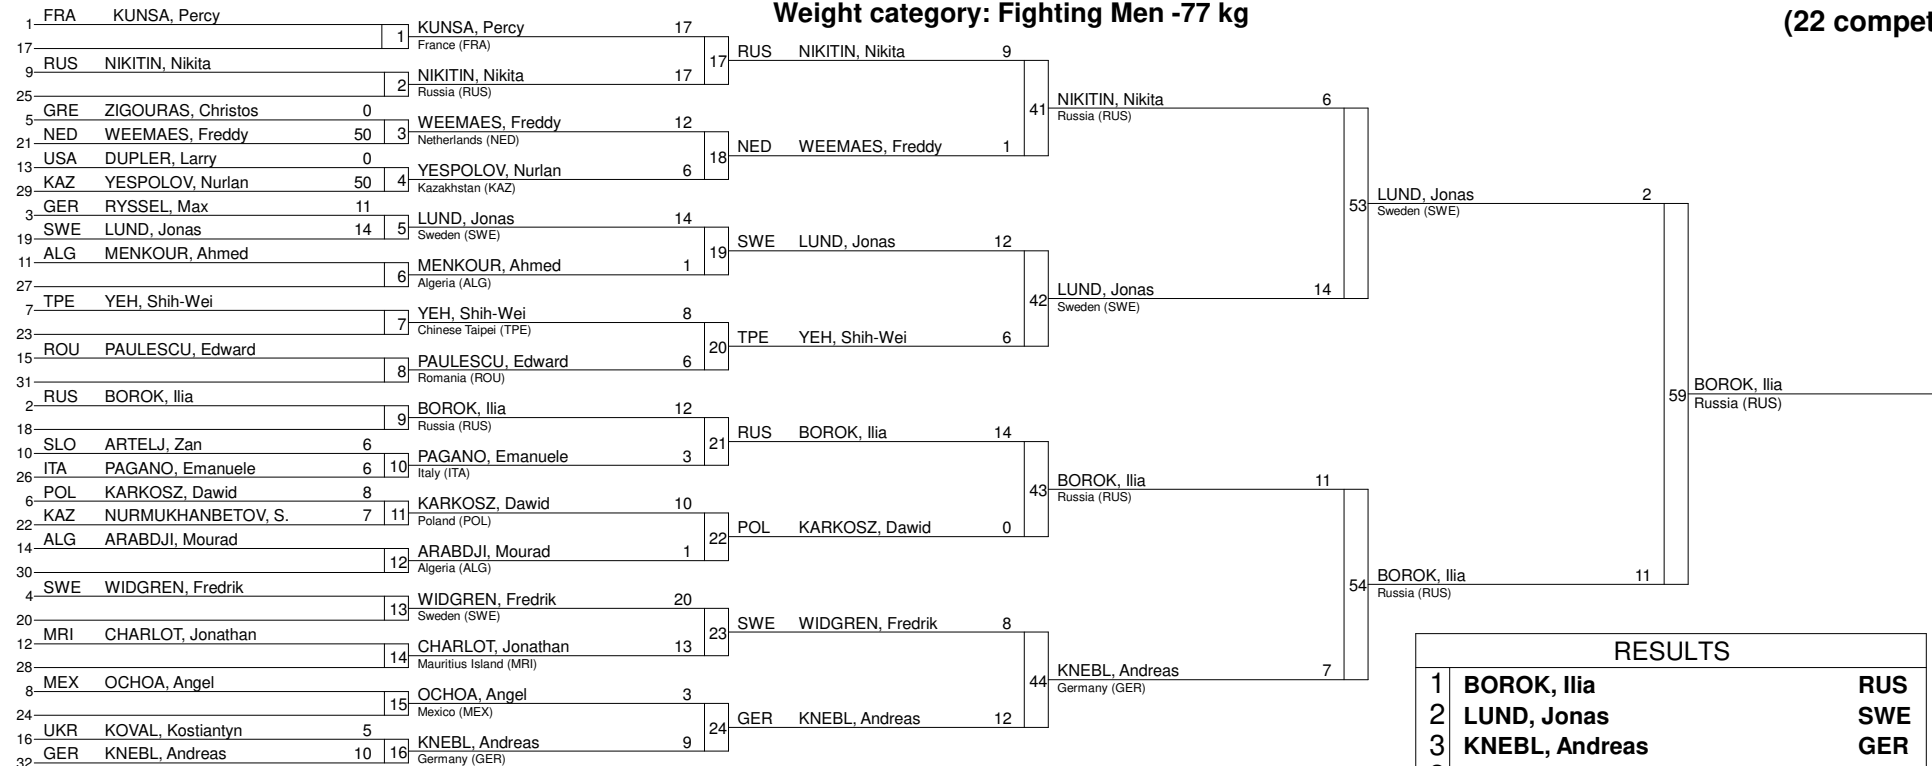 Weight category: Fighting Men -77 kg
(22 compet
1 FRA KUNSA, Percy
17
1
9 RUS NIKITIN, Nikita
25
2
5 GRE ZIGOURAS, Christos 0
21 NED WEEMAES, Freddy 50
3
13 USA DUPLER, Larry 0
29 KAZ YESPOLOV, Nurlan 50
4
3 GER RYSSEL, Max 11
19 SWE LUND, Jonas 14
5
11 ALG MENKOUR, Ahmed
27
6
7 TPE YEH, Shih-Wei
23
7
15 ROU PAULESCU, Edward
31
8
2 RUS BOROK, Ilia
18
9
10 SLO ARTELJ, Zan 6
26 ITA PAGANO, Emanuele 6
10
6 POL KARKOSZ, Dawid 8
22 KAZ NURMUKHANBETOV, S. 7
11
14 ALG ARABDJI, Mourad
30
12
4 SWE WIDGREN, Fredrik
20
13
12 MRI CHARLOT, Jonathan
28
14
8 MEX OCHOA, Angel
24
15
16 UKR KOVAL, Kostiantyn 5
32 GER KNEBL, Andreas 10
16
KUNSA, Percy 17
France (FRA)
17
NIKITIN, Nikita 17
Russia (RUS)
WEEMAES, Freddy 12
Netherlands (NED)
18
YESPOLOV, Nurlan 6
Kazakhstan (KAZ)
LUND, Jonas 14
Sweden (SWE)
19
MENKOUR, Ahmed 1
Algeria (ALG)
YEH, Shih-Wei 8
Chinese Taipei (TPE)
20
PAULESCU, Edward 6
Romania (ROU)
BOROK, Ilia 12
Russia (RUS)
21
PAGANO, Emanuele 3
Italy (ITA)
KARKOSZ, Dawid 10
Poland (POL)
22
ARABDJI, Mourad 1
Algeria (ALG)
WIDGREN, Fredrik 20
Sweden (SWE)
23
CHARLOT, Jonathan 13
Mauritius Island (MRI)
OCHOA, Angel 3
Mexico (MEX)
24
KNEBL, Andreas 9
Germany (GER)
RUS NIKITIN, Nikita 9
41
NED WEEMAES, Freddy 1
SWE LUND, Jonas 12
42
TPE YEH, Shih-Wei 6
RUS BOROK, Ilia 14
43
POL KARKOSZ, Dawid 0
SWE WIDGREN, Fredrik 8
44
GER KNEBL, Andreas 12
NIKITIN, Nikita 6
Russia (RUS)
53
LUND, Jonas 14
Sweden (SWE)
BOROK, Ilia 11
Russia (RUS)
54
KNEBL, Andreas 7
Germany (GER)
LUND, Jonas 2
Sweden (SWE)
59
BOROK, Ilia 11
Russia (RUS)
BOROK, Ilia
Russia (RUS)
RESULTS
1 BOROK, Ilia RUS
2 LUND, Jonas SWE
3 KNEBL, Andreas GER